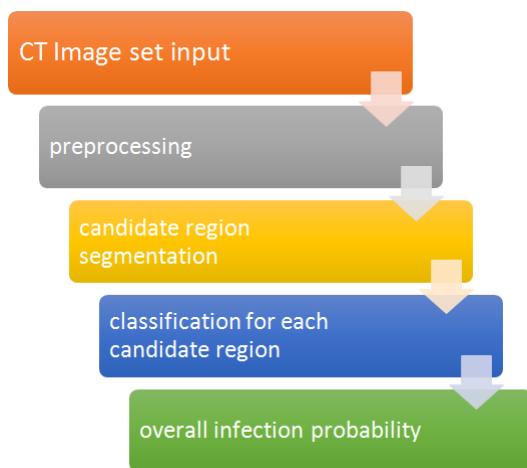 CT Image set input
preprocessing
candidate region
segmentation
classification for each
candidate region
overall infection probability